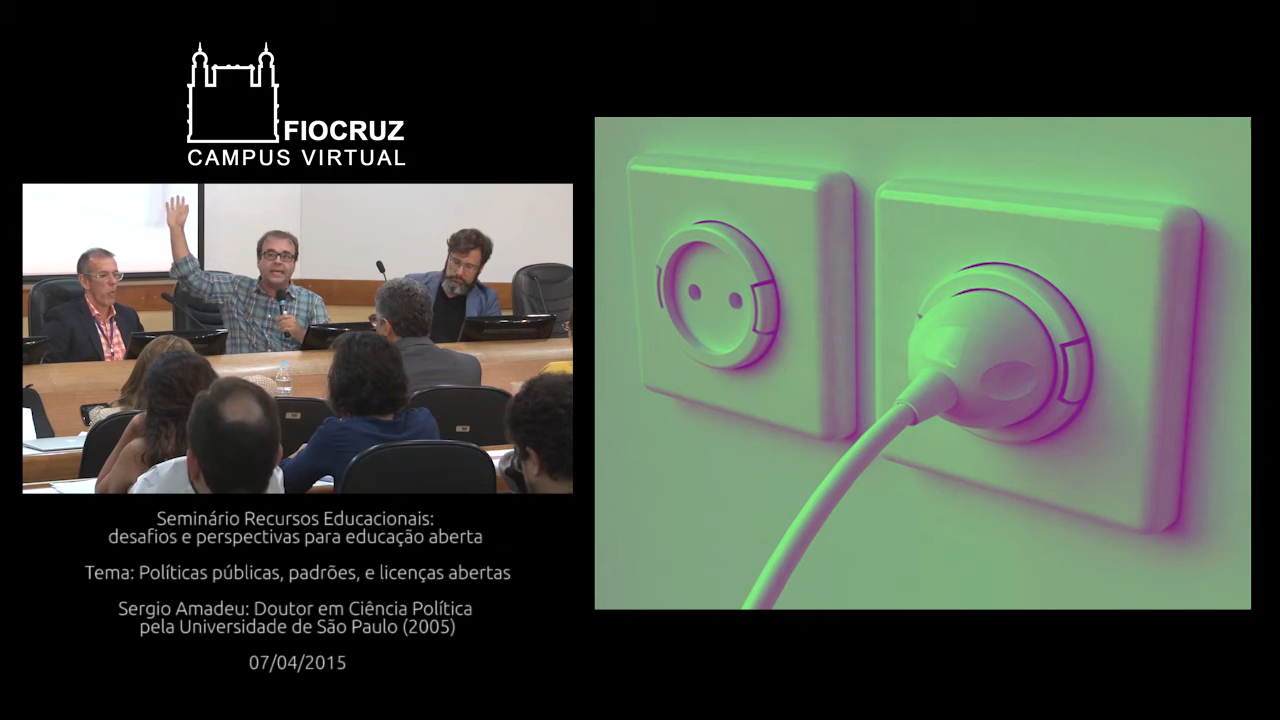 FIOCRUZ
CAMPUS VIRTUAL
Seminário Recursos Educacionais:
desafios e perspectivas para educação aberta
Tema: Políticas públicas, padrões, e licenças abertas
Sergio Amadeu: Doutor em Ciência Política
pela Universidade de São Paulo (2005)
07/04/2015